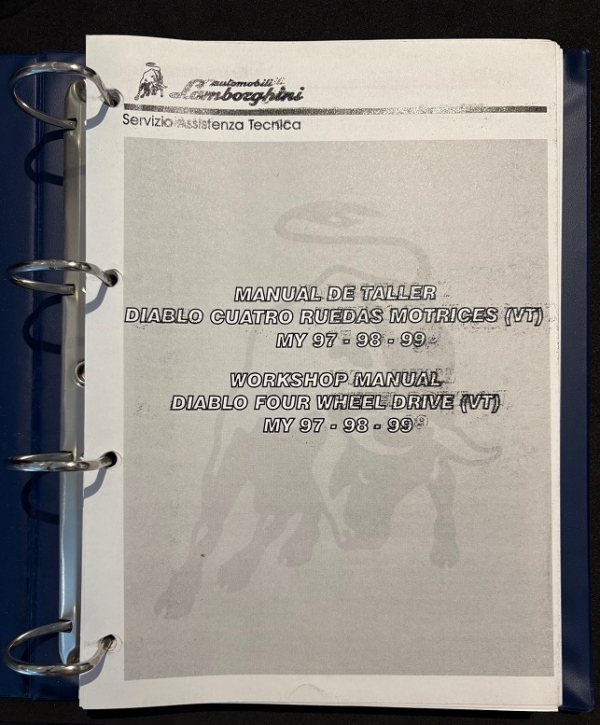 automobili
Lamborghini
Servizio Assistenza Tecnica
MANUAL DE TALLER
DIABLO CUATRO RUEDAS MOTRICES (VT)
MY 97 - 98 - 99
WORKSHOP MANUAL
DIABLO FOUR WHEEL DRIVE (VT)
MY 97 - 98 - 99